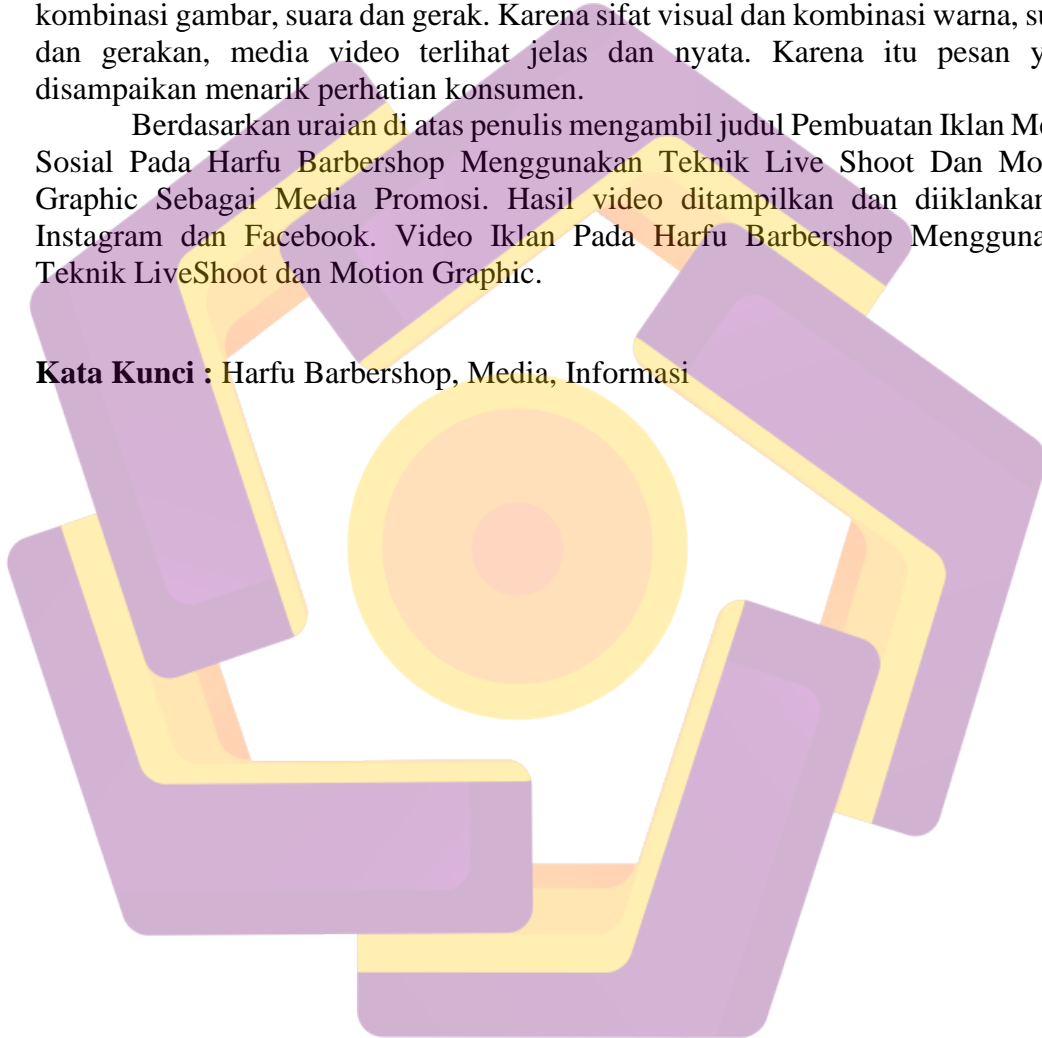 kombinasi gambar, suara dan gerak. Karena sifat visual dan kombinasi warna, su
dan gerakan, media video terlihat jelas dan nyata. Karena itu pesan y
disampaikan menarik perhatian konsumen.
Berdasarkan uraian di atas penulis mengambil judul Pembuatan Iklan Me
Sosial Pada Harfu Barbershop Menggunakan Teknik Live Shoot Dan Mo
Graphic Sebagai Media Promosi. Hasil video ditampilkan dan diiklankan
Instagram dan Facebook. Video Iklan Pada Harfu Barbershop Mengguna
Teknik LiveShoot dan Motion Graphic.
Kata Kunci : Harfu Barbershop, Media, Informasi